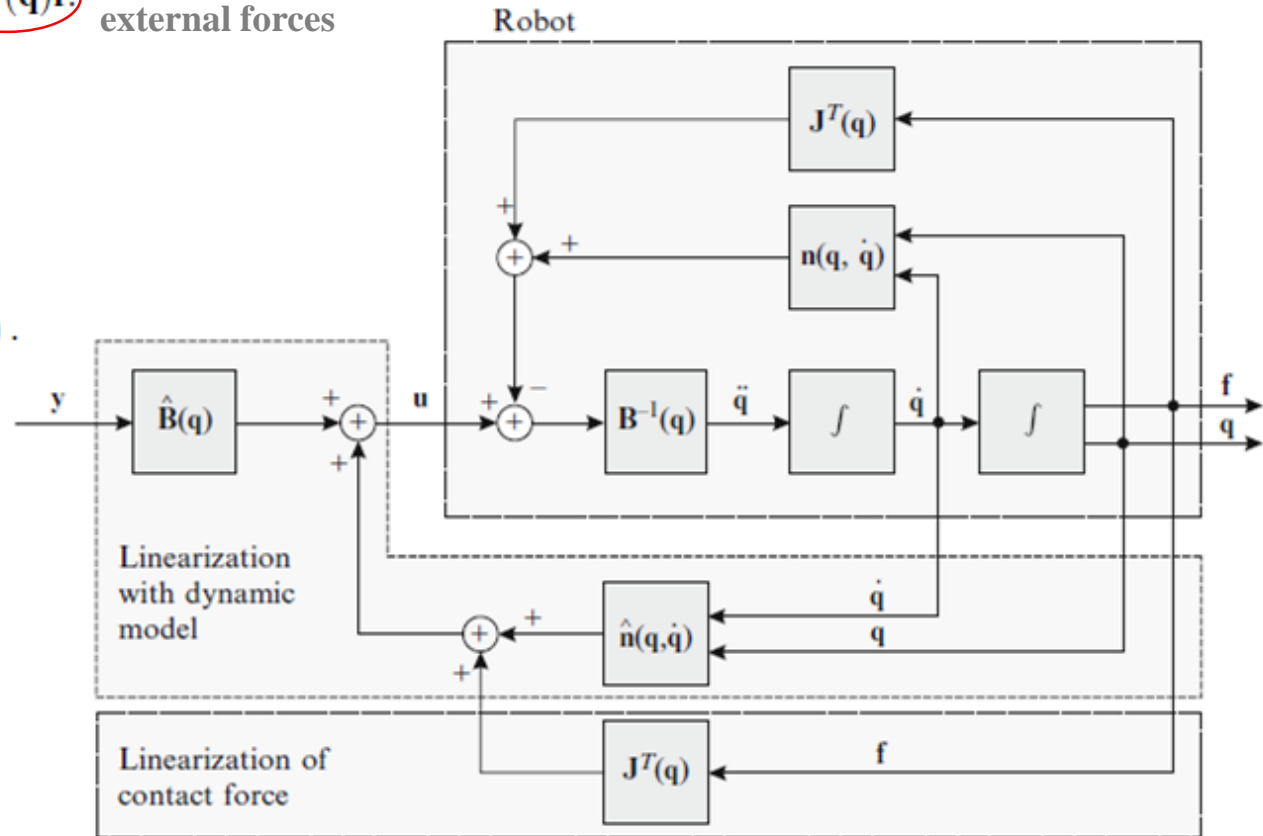 (q)f.
external forces
Robot
J^T(q)
+
+ +
n(q, q̇)
.
−
y
B̂(q)
+
+
+
u
+
+
B⁻¹(q)
q̈
∫
q̇
∫
f
q
Linearization
with dynamic
model
+
+
+
n̂(q,q̇)
q̇
q
Linearization of
contact force
J^T(q)
f